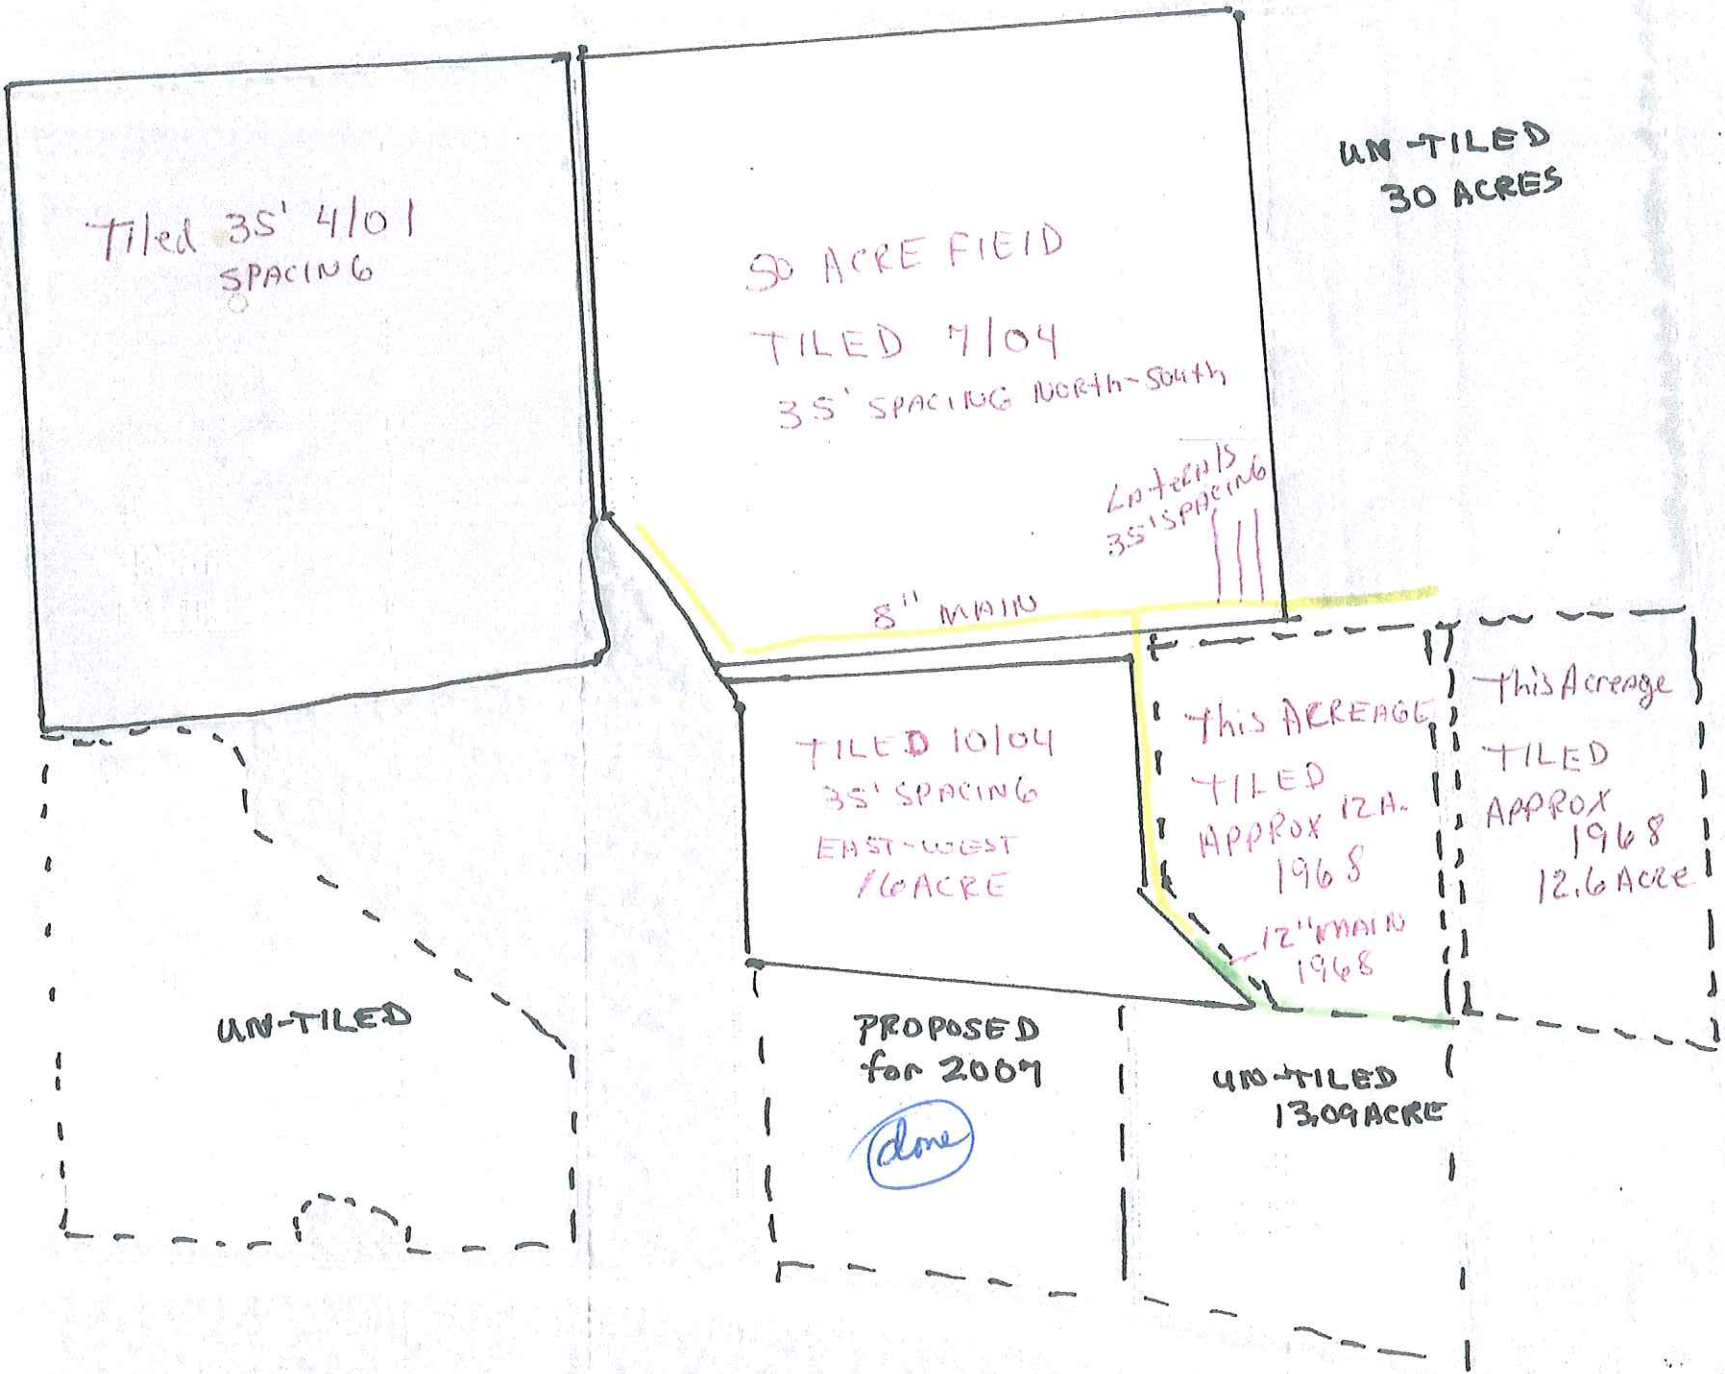 Tiled 35' 4/01
SPACING
50 ACRE FIElD
TILED 7/04
35' SPACING NORth-South
LAteRAls
35' SPACING
8" MAIN
UN-TILED
30 ACRES
TILED 10/04
35' SPACING
EAST-WEST
16 ACRE
this ACREAGE
TILED
APPROX 12A.
1968
12" MAIN
1968
this Acreage
TILED
APPROX
1968
12.6 Acre
UN-TILED
PROPOSED
for 2007
done
UN-TILED
13.09 ACRE